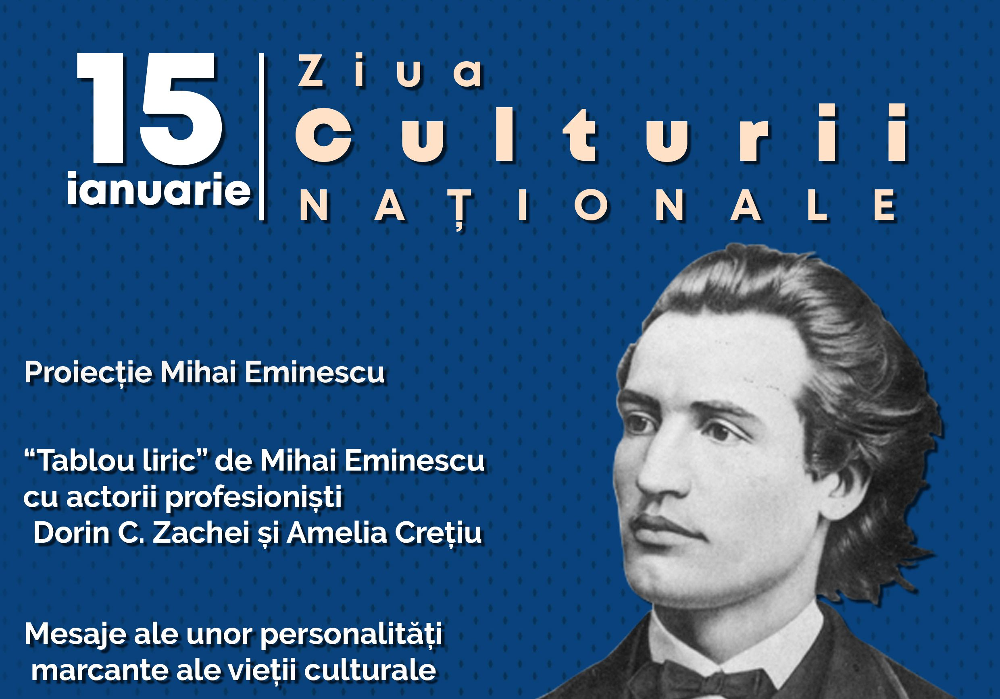 15
ianuarie
Ziua
Culturii
NAȚIONALE
Proiecție Mihai Eminescu
“Tablou liric” de Mihai Eminescu
cu actorii profesioniști
Dorin C. Zachei și Amelia Crețiu
Mesaje ale unor personalități
marcante ale vieții culturale